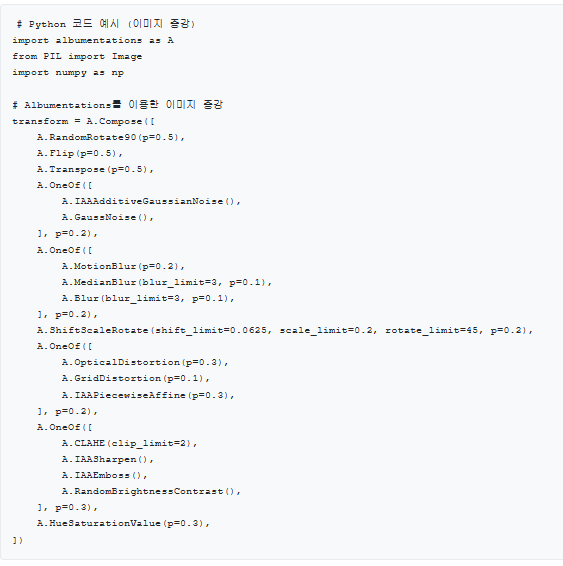 # Python 코드 예시 (이미지 증강)
import albumentations as A
from PIL import Image
import numpy as np

# Albumentations를 이용한 이미지 증강
transform = A.Compose([
    A.RandomRotate90(p=0.5),
    A.Flip(p=0.5),
    A.Transpose(p=0.5),
    A.OneOf([
        A.IAAAdditiveGaussianNoise(),
        A.GaussNoise(),
    ], p=0.2),
    A.OneOf([
        A.MotionBlur(p=0.2),
        A.MedianBlur(blur_limit=3, p=0.1),
        A.Blur(blur_limit=3, p=0.1),
    ], p=0.2),
    A.ShiftScaleRotate(shift_limit=0.0625, scale_limit=0.2, rotate_limit=45, p=0.2),
    A.OneOf([
        A.OpticalDistortion(p=0.3),
        A.GridDistortion(p=0.1),
        A.IAAPiecewiseAffine(p=0.3),
    ], p=0.2),
    A.OneOf([
        A.CLAHE(clip_limit=2),
        A.IAASharpen(),
        A.IAAEmboss(),
        A.RandomBrightnessContrast(),
    ], p=0.3),
    A.HueSaturationValue(p=0.3),
])